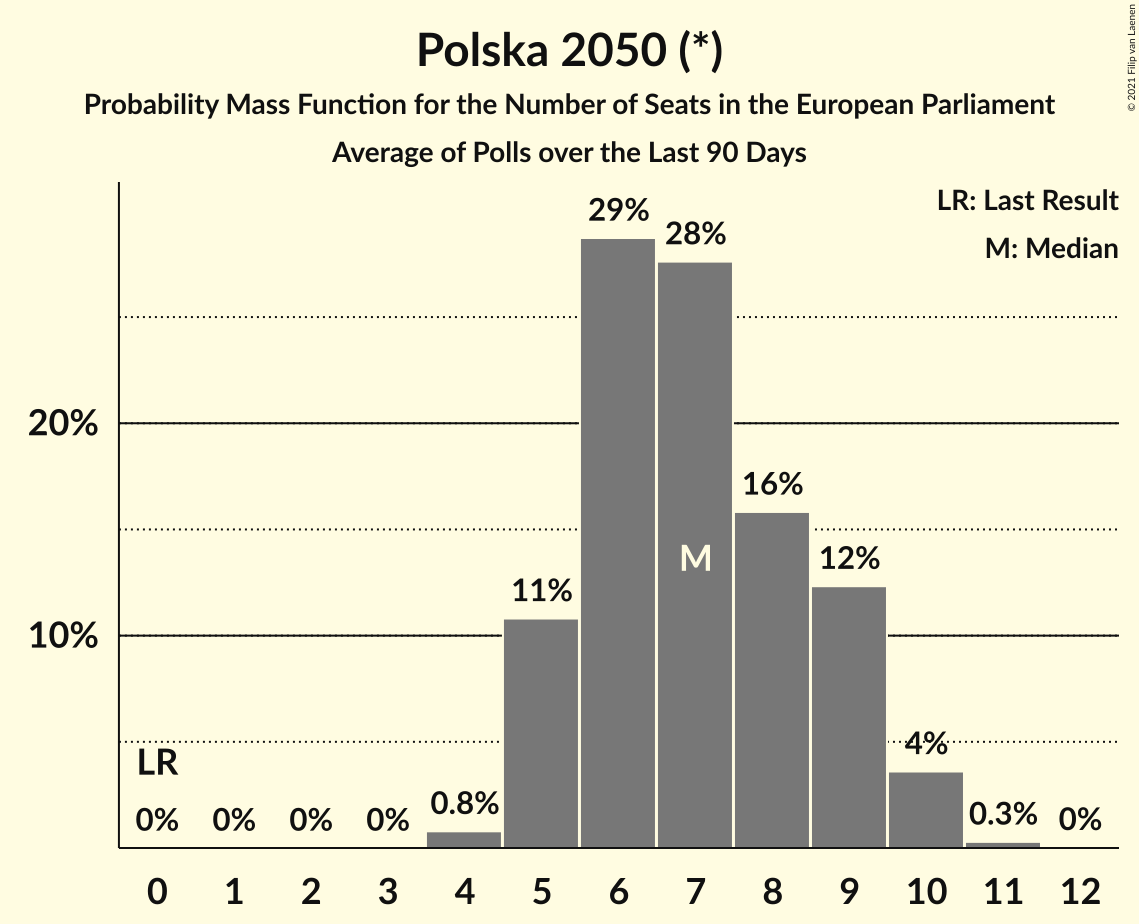 Polska 2050 (*)
Probability Mass Function for the Number of Seats in the European Parliament
Average of Polls over the Last 90 Days
© 2021 Filip van Laenen
LR: Last Result
M: Median
20%
10%
LR
0%
0%
0%
0%
0.8%
11%
29%
28%
M
16%
12%
4%
0.3%
0%
0 1 2 3 4 5 6 7 8 9 10 11 12